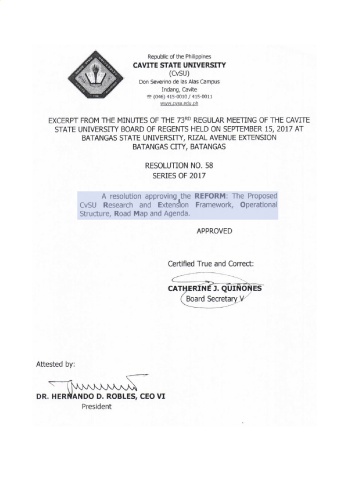 Republic of the Philippines
CAVITE STATE UNIVERSITY
(CvSU)
Don Severino de las Alas Campus
Indang, Cavite
☏ (046) 415-0010 / 415-0011
www.cvsu.edu.ph
EXCERPT FROM THE MINUTES OF THE 73RD REGULAR MEETING OF THE CAVITE
STATE UNIVERSITY BOARD OF REGENTS HELD ON SEPTEMBER 15, 2017 AT
BATANGAS STATE UNIVERSITY, RIZAL AVENUE EXTENSION
BATANGAS CITY, BATANGAS
RESOLUTION NO. 58
SERIES OF 2017
A resolution approving the REFORM: The Proposed
CvSU Research and Extension Framework, Operational
Structure, Road Map and Agenda.
APPROVED
Certified True and Correct:
CATHERINE J. QUIÑONES
Board Secretary V
Attested by:
DR. HERNANDO D. ROBLES, CEO VI
President